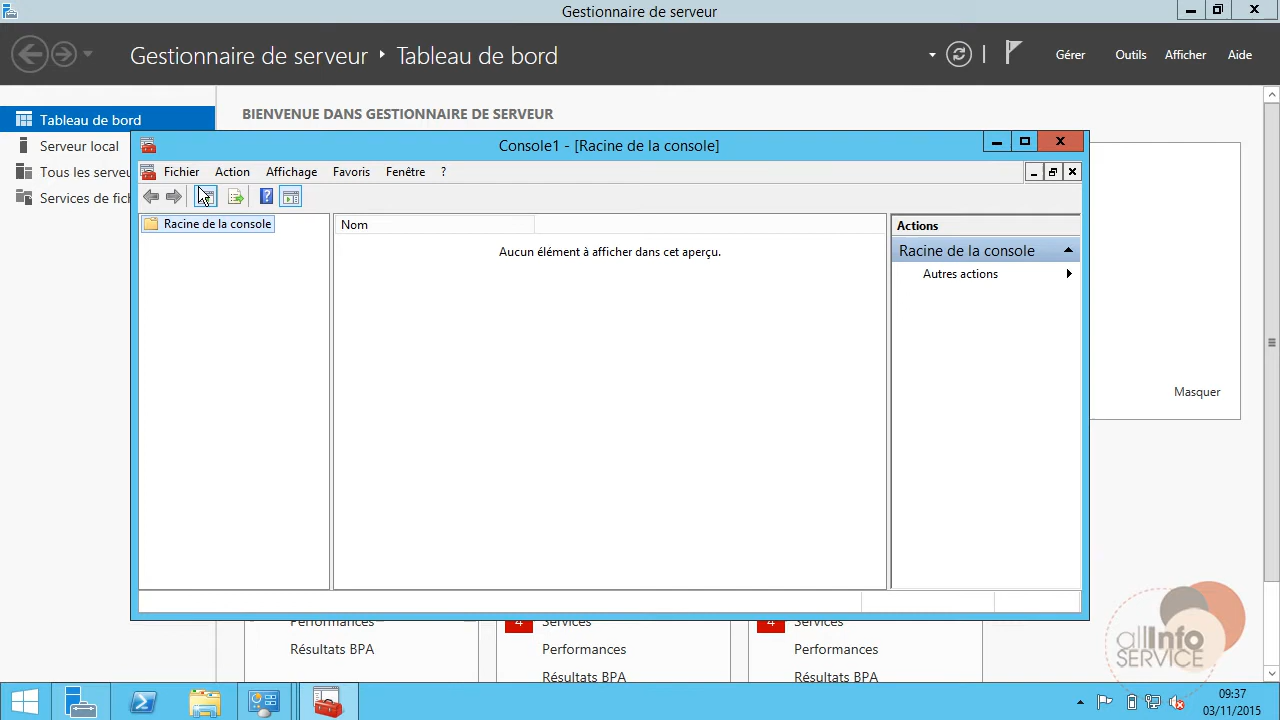 Gestionnaire de serveur
Gestionnaire de serveur ‣ Tableau de bord
Gérer Outils Afficher Aide
Tableau de bord
Serveur local
Tous les serveu
Services de fich
BIENVENUE DANS GESTIONNAIRE DE SERVEUR
Console1 - [Racine de la console]
Fichier Action Affichage Favoris Fenêtre ?
Racine de la console
Nom
Aucun élément à afficher dans cet aperçu.
Actions
Racine de la console
Autres actions
Masquer
Performances
Résultats BPA
4 Services
Performances
Résultats BPA
4 Services
Performances
Résultats BPA
allInfo
SERVICE
09:37
03/11/2015